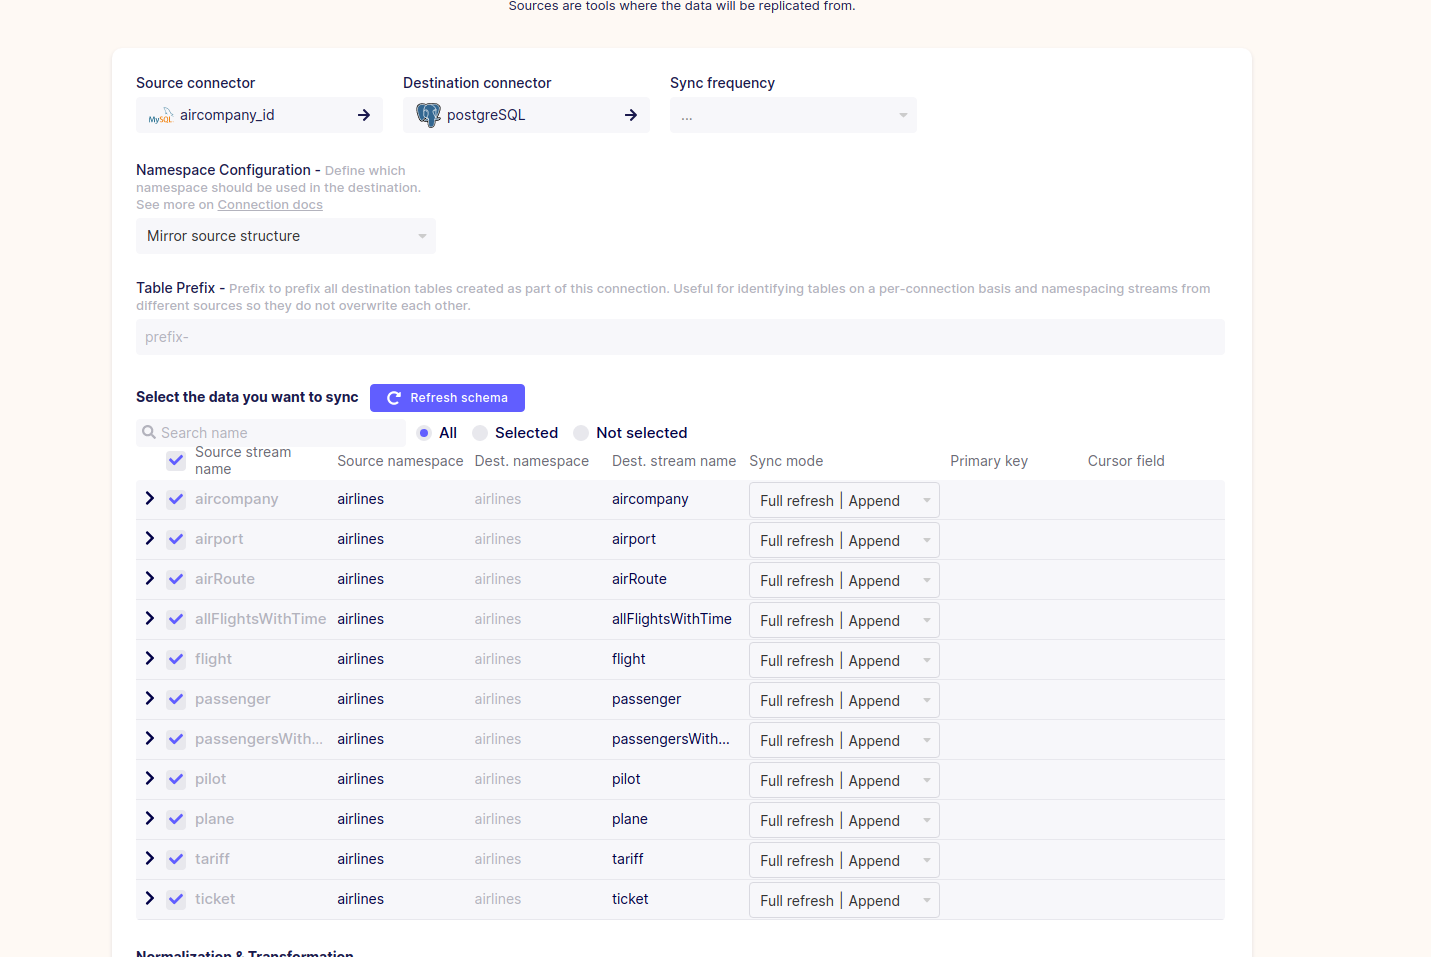 Sources are tools where the data will be replicated from.
Source connector
Destination connector
Sync frequency
MySQL aircompany_id
postgreSQL
...
Namespace Configuration - Define which
namespace should be used in the destination.
See more on Connection docs
Mirror source structure
Table Prefix - Prefix to prefix all destination tables created as part of this connection. Useful for identifying tables on a per-connection basis and namespacing streams from
different sources so they do not overwrite each other.
prefix-
Select the data you want to sync Refresh schema
Search name All Selected Not selected
Source stream
name
Source namespace Dest. namespace Dest. stream name Sync mode Primary key Cursor field
aircompany airlines airlines aircompany Full refresh | Append
airport airlines airlines airport Full refresh | Append
airRoute airlines airlines airRoute Full refresh | Append
allFlightsWithTime airlines airlines allFlightsWithTime Full refresh | Append
flight airlines airlines flight Full refresh | Append
passenger airlines airlines passenger Full refresh | Append
passengersWith... airlines airlines passengersWith... Full refresh | Append
pilot airlines airlines pilot Full refresh | Append
plane airlines airlines plane Full refresh | Append
tariff airlines airlines tariff Full refresh | Append
ticket airlines airlines ticket Full refresh | Append
Normalization & Transformation